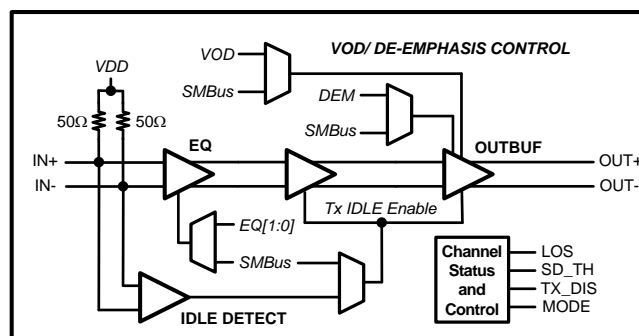 VOD/ DE-EMPHASIS CONTROL
VOD
SMBus
VDD
DEM
SMBus
50Ω
50Ω
EQ
OUTBUF
IN+
IN-
OUT+
OUT-
Tx IDLE Enable
EQ[1:0]
SMBus
IDLE DETECT
Channel
Status
and
Control
LOS
SD_TH
TX_DIS
MODE